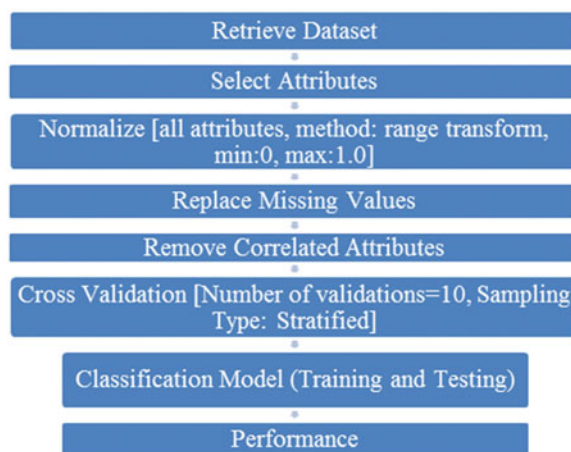 Retrieve Dataset
Select Attributes
Normalize [all attributes, method: range transform,
min:0, max:1.0]
Replace Missing Values
Remove Correlated Attributes
Cross Validation [Number of validations=10, Sampling
Type: Stratified]
Classification Model (Training and Testing)
Performance